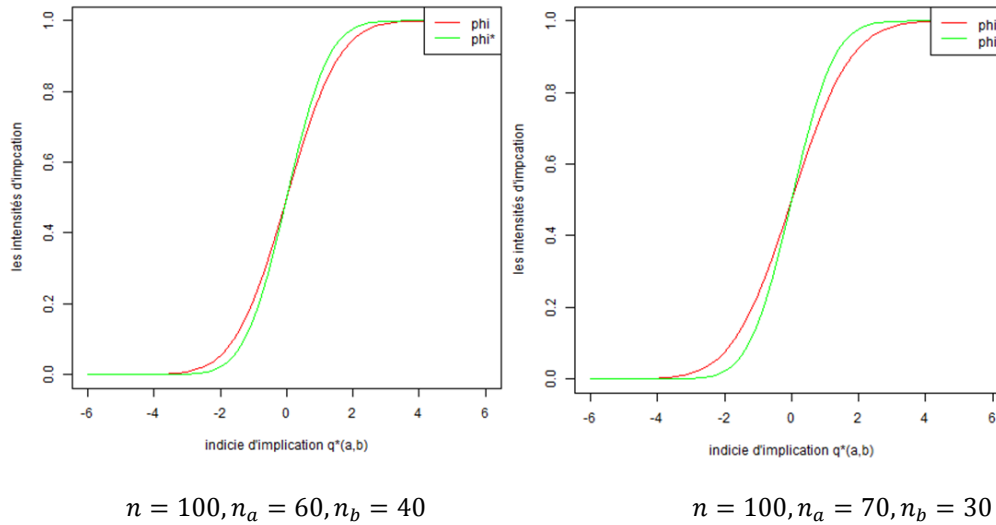 phi
phi*
les intensités d'impcation
1.0
0.8
0.6
0.4
0.2
0.0
-6 -4 -2 0 2 4 6
indicie d'implication q*(a,b)
n = 100, n_a = 60, n_b = 40
phi
phi
les intensités d'impcation
1.0
0.8
0.6
0.4
0.2
0.0
-6 -4 -2 0 2 4 6
indicie d'implication q*(a,b)
n = 100, n_a = 70, n_b = 30